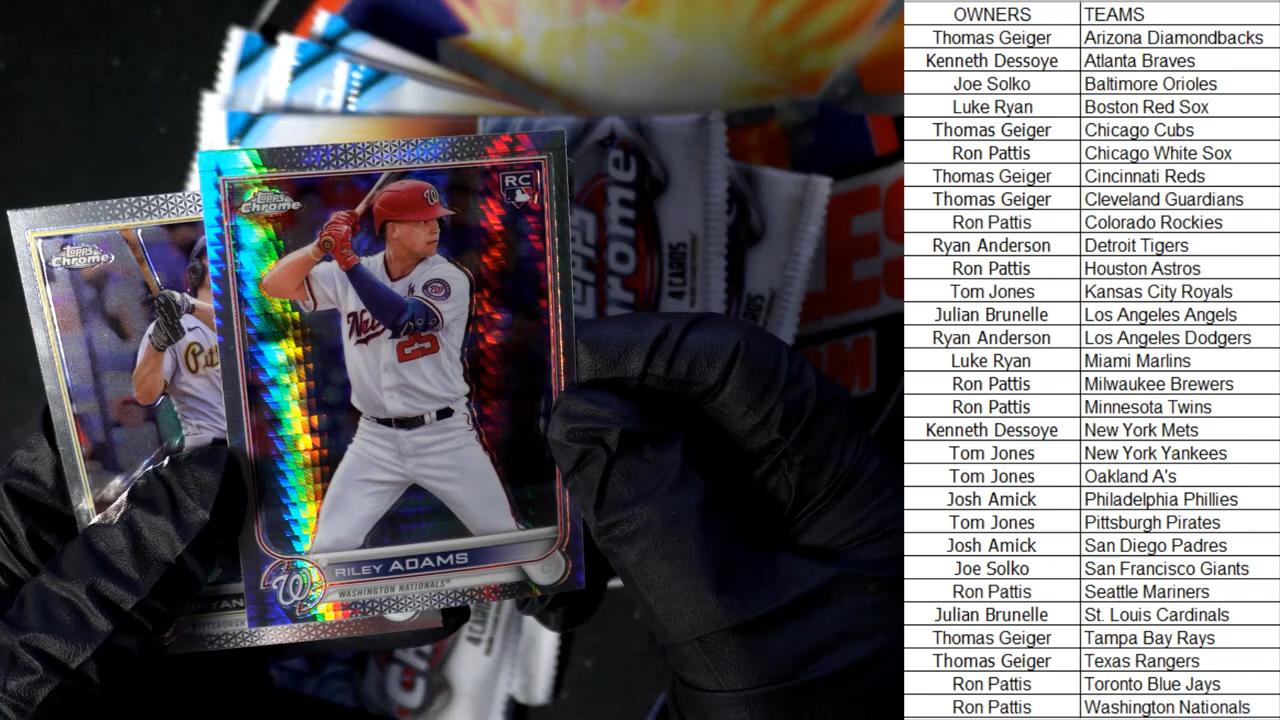 OWNERS TEAMS
Thomas Geiger Arizona Diamondbacks
Kenneth Dessoye Atlanta Braves
Joe Solko Baltimore Orioles
Luke Ryan Boston Red Sox
Thomas Geiger Chicago Cubs
Ron Pattis Chicago White Sox
Thomas Geiger Cincinnati Reds
Thomas Geiger Cleveland Guardians
Ron Pattis Colorado Rockies
Ryan Anderson Detroit Tigers
Ron Pattis Houston Astros
Tom Jones Kansas City Royals
Julian Brunelle Los Angeles Angels
Ryan Anderson Los Angeles Dodgers
Luke Ryan Miami Marlins
Ron Pattis Milwaukee Brewers
Ron Pattis Minnesota Twins
Kenneth Dessoye New York Mets
Tom Jones New York Yankees
Tom Jones Oakland A's
Josh Amick Philadelphia Phillies
Tom Jones Pittsburgh Pirates
Josh Amick San Diego Padres
Joe Solko San Francisco Giants
Ron Pattis Seattle Mariners
Julian Brunelle St. Louis Cardinals
Thomas Geiger Tampa Bay Rays
Thomas Geiger Texas Rangers
Ron Pattis Toronto Blue Jays
Ron Pattis Washington Nationals
Topps
Chrome
RC
W
W
23
RILEY ADAMS
WASHINGTON NATIONALS
W
Topps
Chrome
4 CARDS